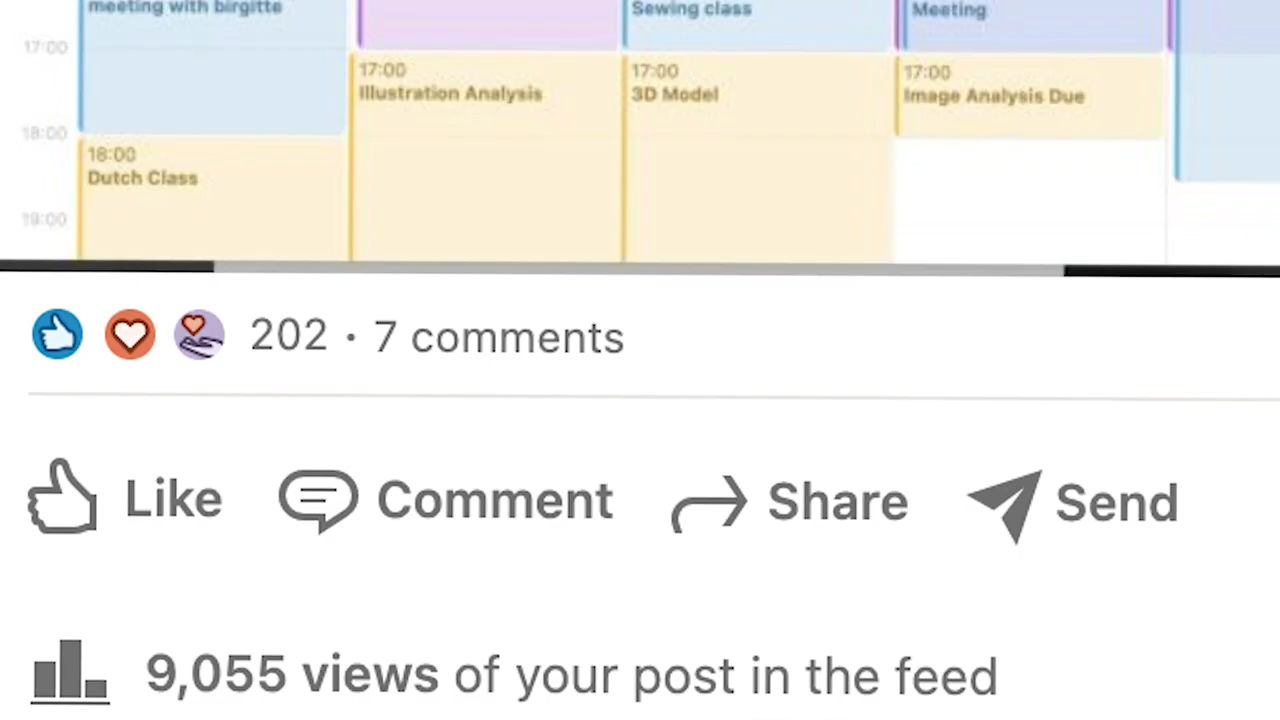 meeting with birgitte
Sewing class
Meeting
17:00
17:00
Illustration Analysis
17:00
3D Model
17:00
Image Analysis Due
18:00
18:00
Dutch Class
19:00
202 · 7 comments
Like Comment Share Send
9,055 views of your post in the feed